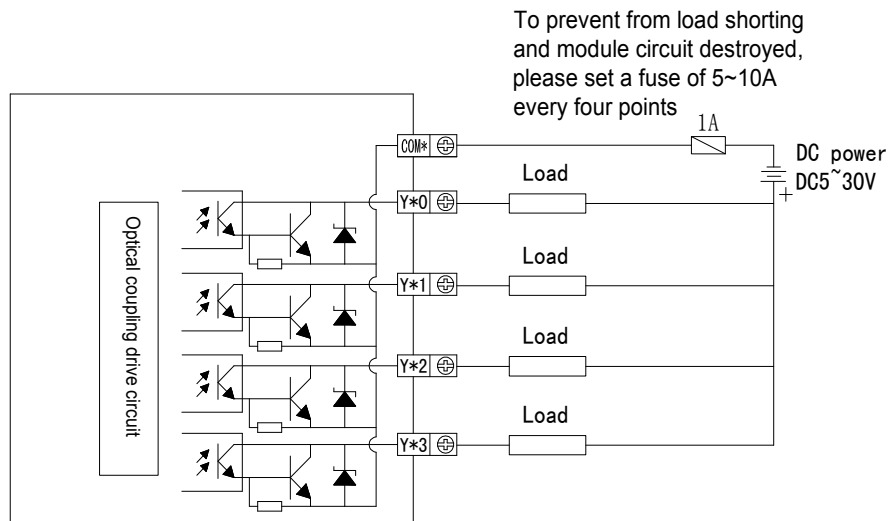 To prevent from load shorting
and module circuit destroyed,
please set a fuse of 5~10A
every four points
1A
COM*
DC power
DC5~30V
+
Load
Y*0
Load
Y*1
Load
Y*2
Load
Y*3
Optical coupling drive circuit